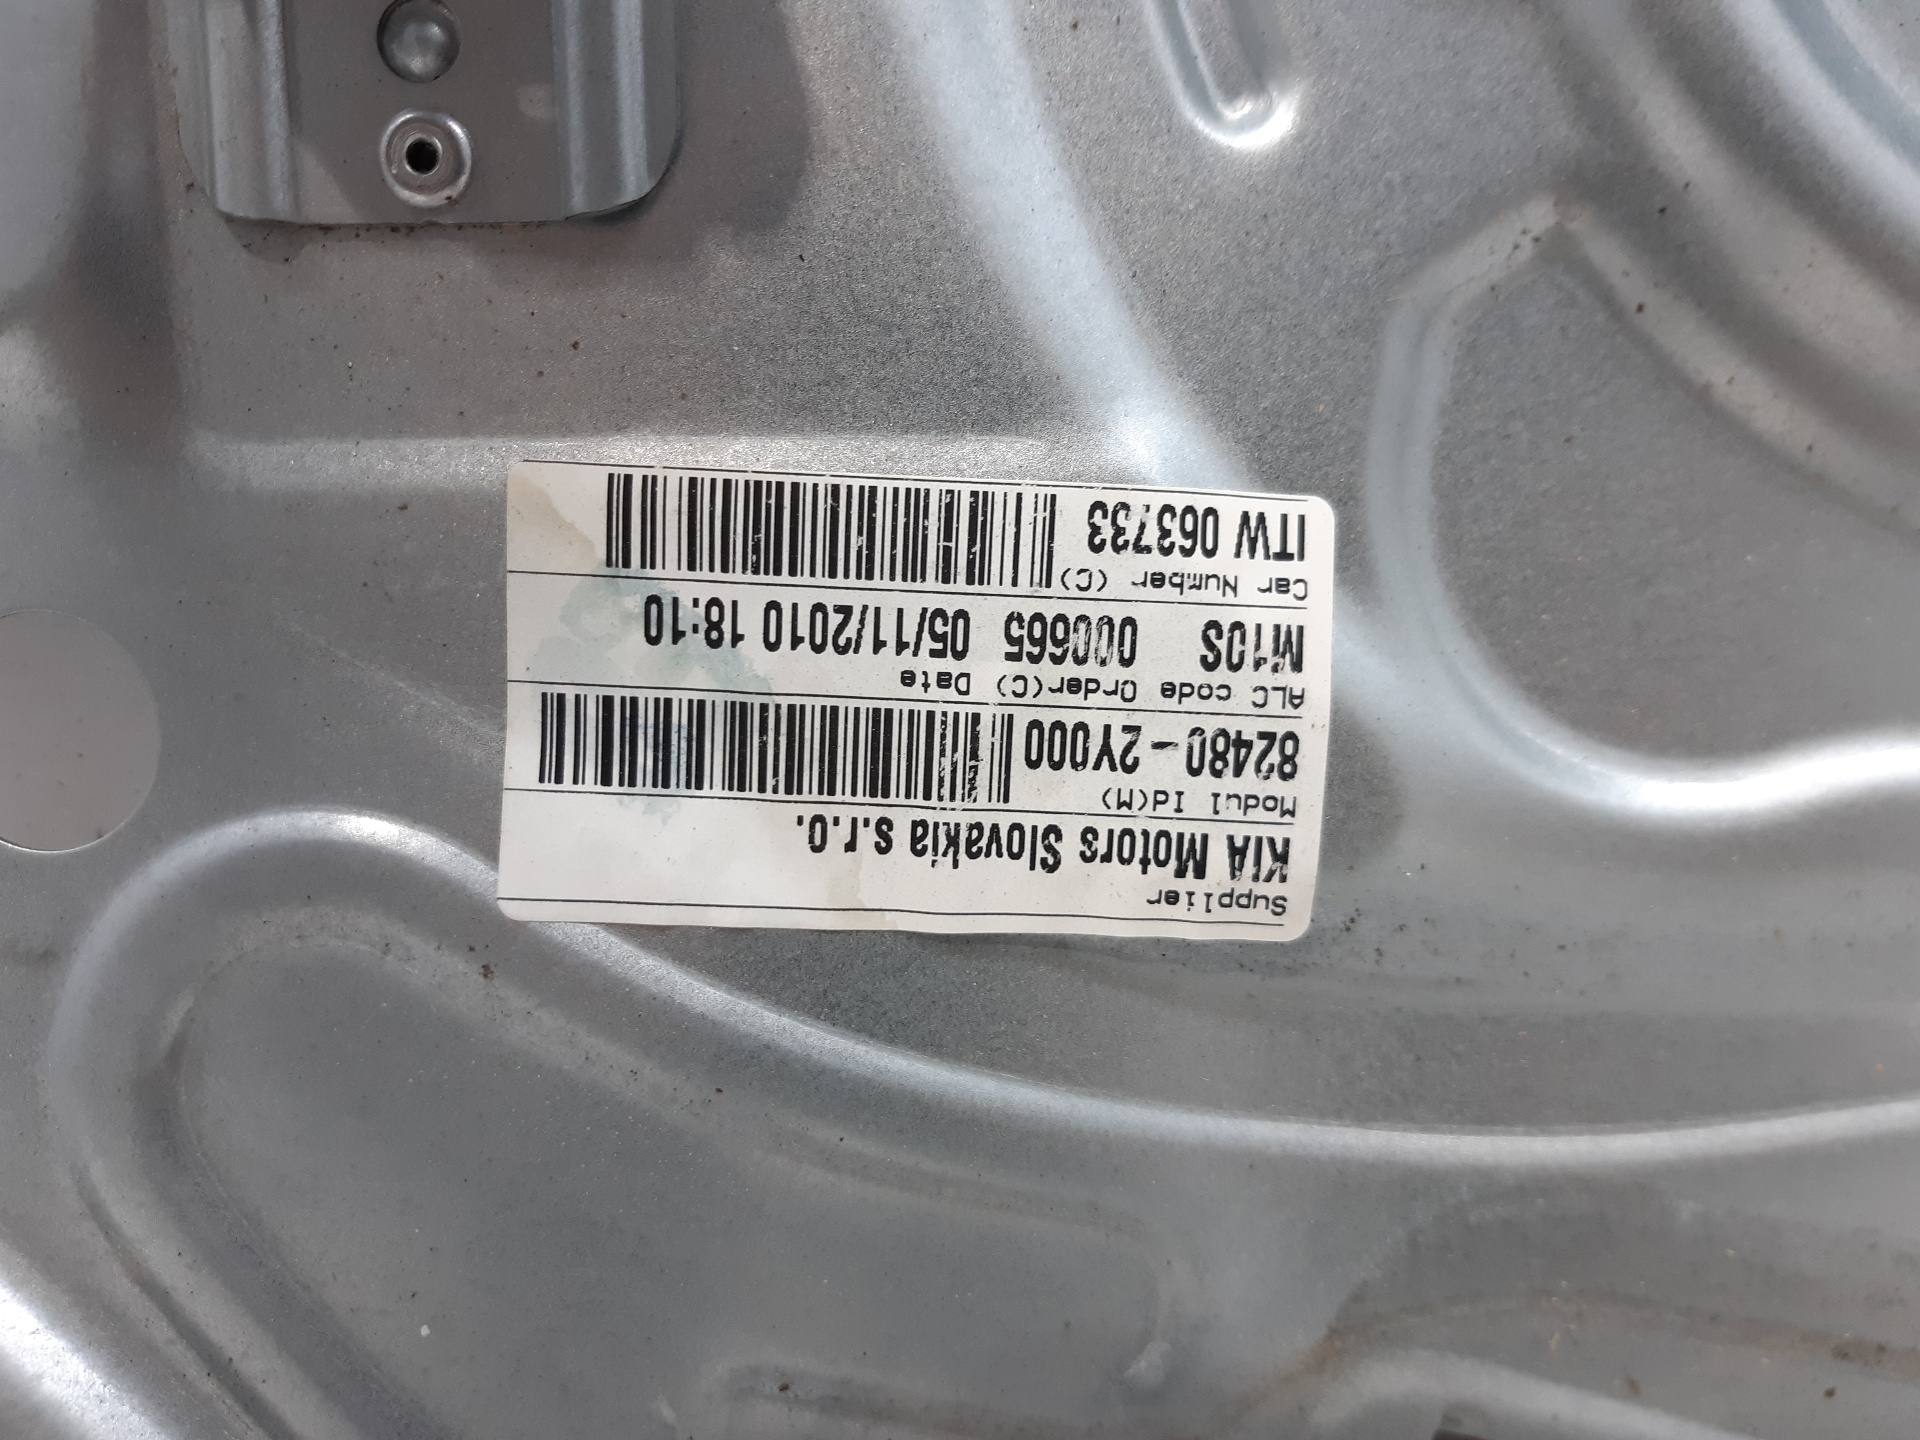 Supplier
KIA Motors Slovakia s.r.o.
Modul Id(M)
82480-2Y000
ALC code Order(C) Date
M10S 000665 05/11/2010 18:10
Car Number (C)
ITW 063733